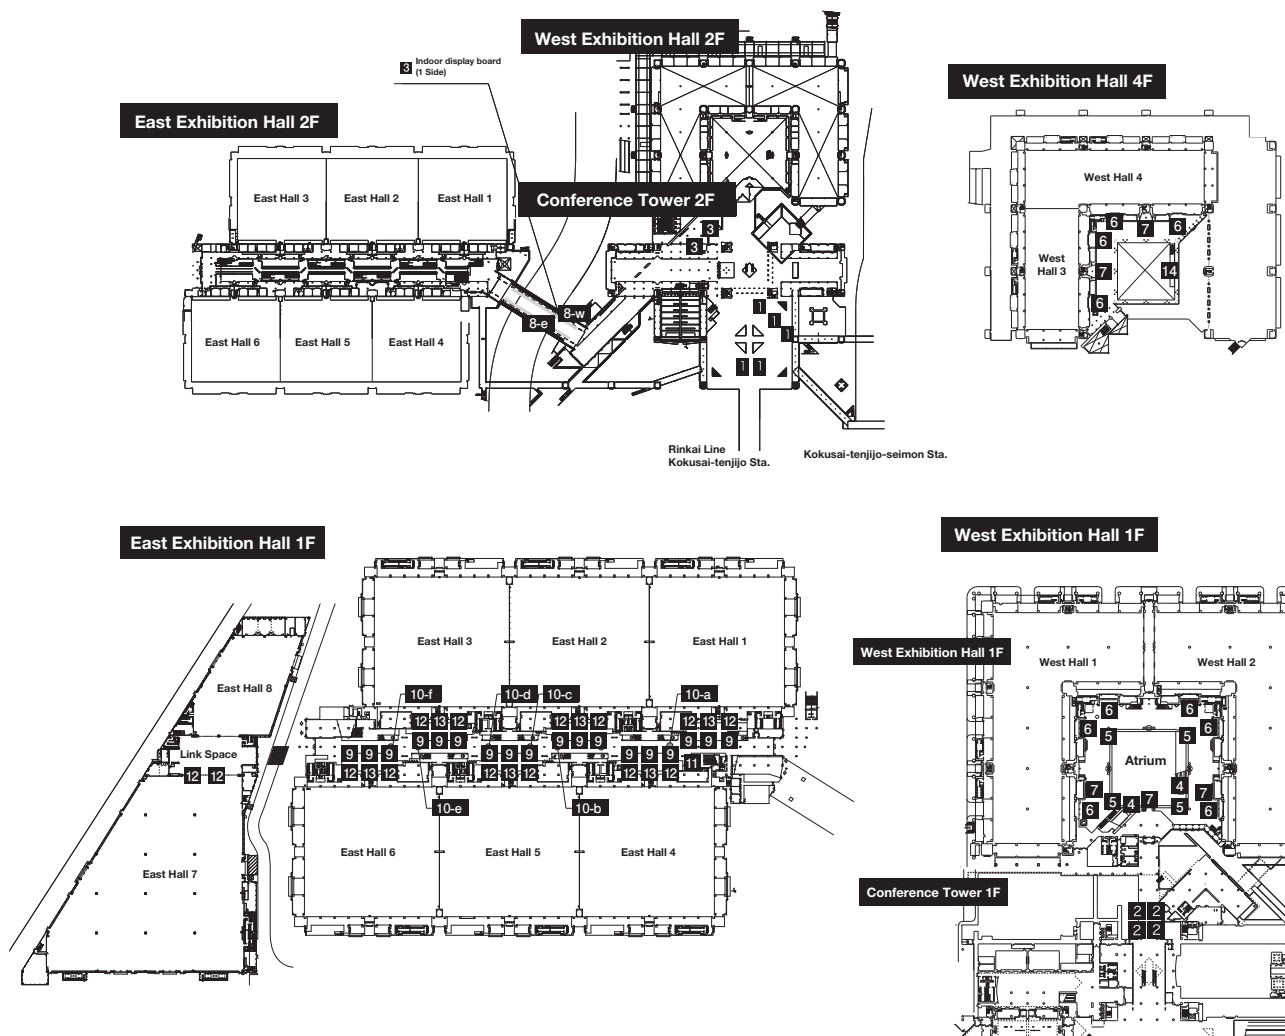 West Exhibition Hall 2F
3 Indoor display board
(1 Side)
West Exhibition Hall 4F
East Exhibition Hall 2F
West Hall 4
East Hall 3 East Hall 2 East Hall 1
Conference Tower 2F
3
3
6 7 6
6
West
Hall 3
7 14
6
8-w
8-e
1
1
1
East Hall 6 East Hall 5 East Hall 4
1 1
Rinkai Line
Kokusai-tenjijo Sta.
Kokusai-tenjijo-seimon Sta.
East Exhibition Hall 1F
West Exhibition Hall 1F
East Hall 3 East Hall 2 East Hall 1
West Exhibition Hall 1F
West Hall 1 West Hall 2
East Hall 8
10-f 10-d 10-c 10-a
12 13 12 12 13 12 12 13 12
9 9 9 9 9 9 9 9 9
Link Space
9 9 9 9 9 9 9 9 9 11
12 12
12 13 12 12 13 12 12 13 12
10-e 10-b
6 6
6 6
5 5
Atrium
4
7 5 4 7 5 7
6 6
East Hall 6 East Hall 5 East Hall 4
East Hall 7
Conference Tower 1F
2 2
2 2